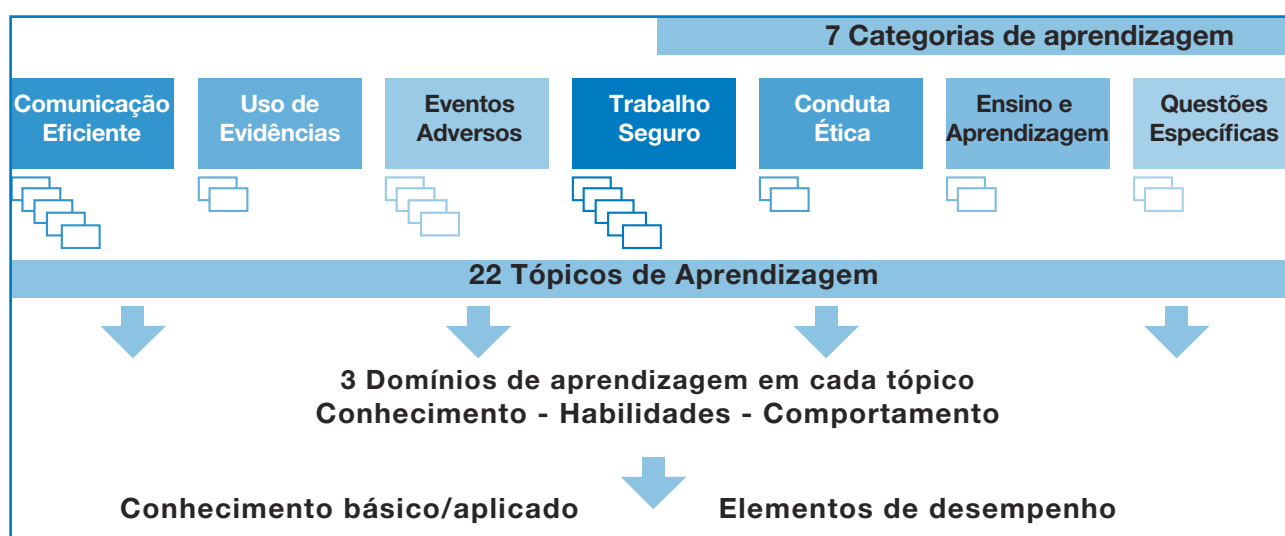 7 Categorias de aprendizagem
Comunicação
Eficiente
Uso de
Evidências
Eventos
Adversos
Trabalho
Seguro
Conduta
Ética
Ensino e
Aprendizagem
Questões
Específicas
22 Tópicos de Aprendizagem
3 Domínios de aprendizagem em cada tópico
Conhecimento - Habilidades - Comportamento
Conhecimento básico/aplicado
Elementos de desempenho